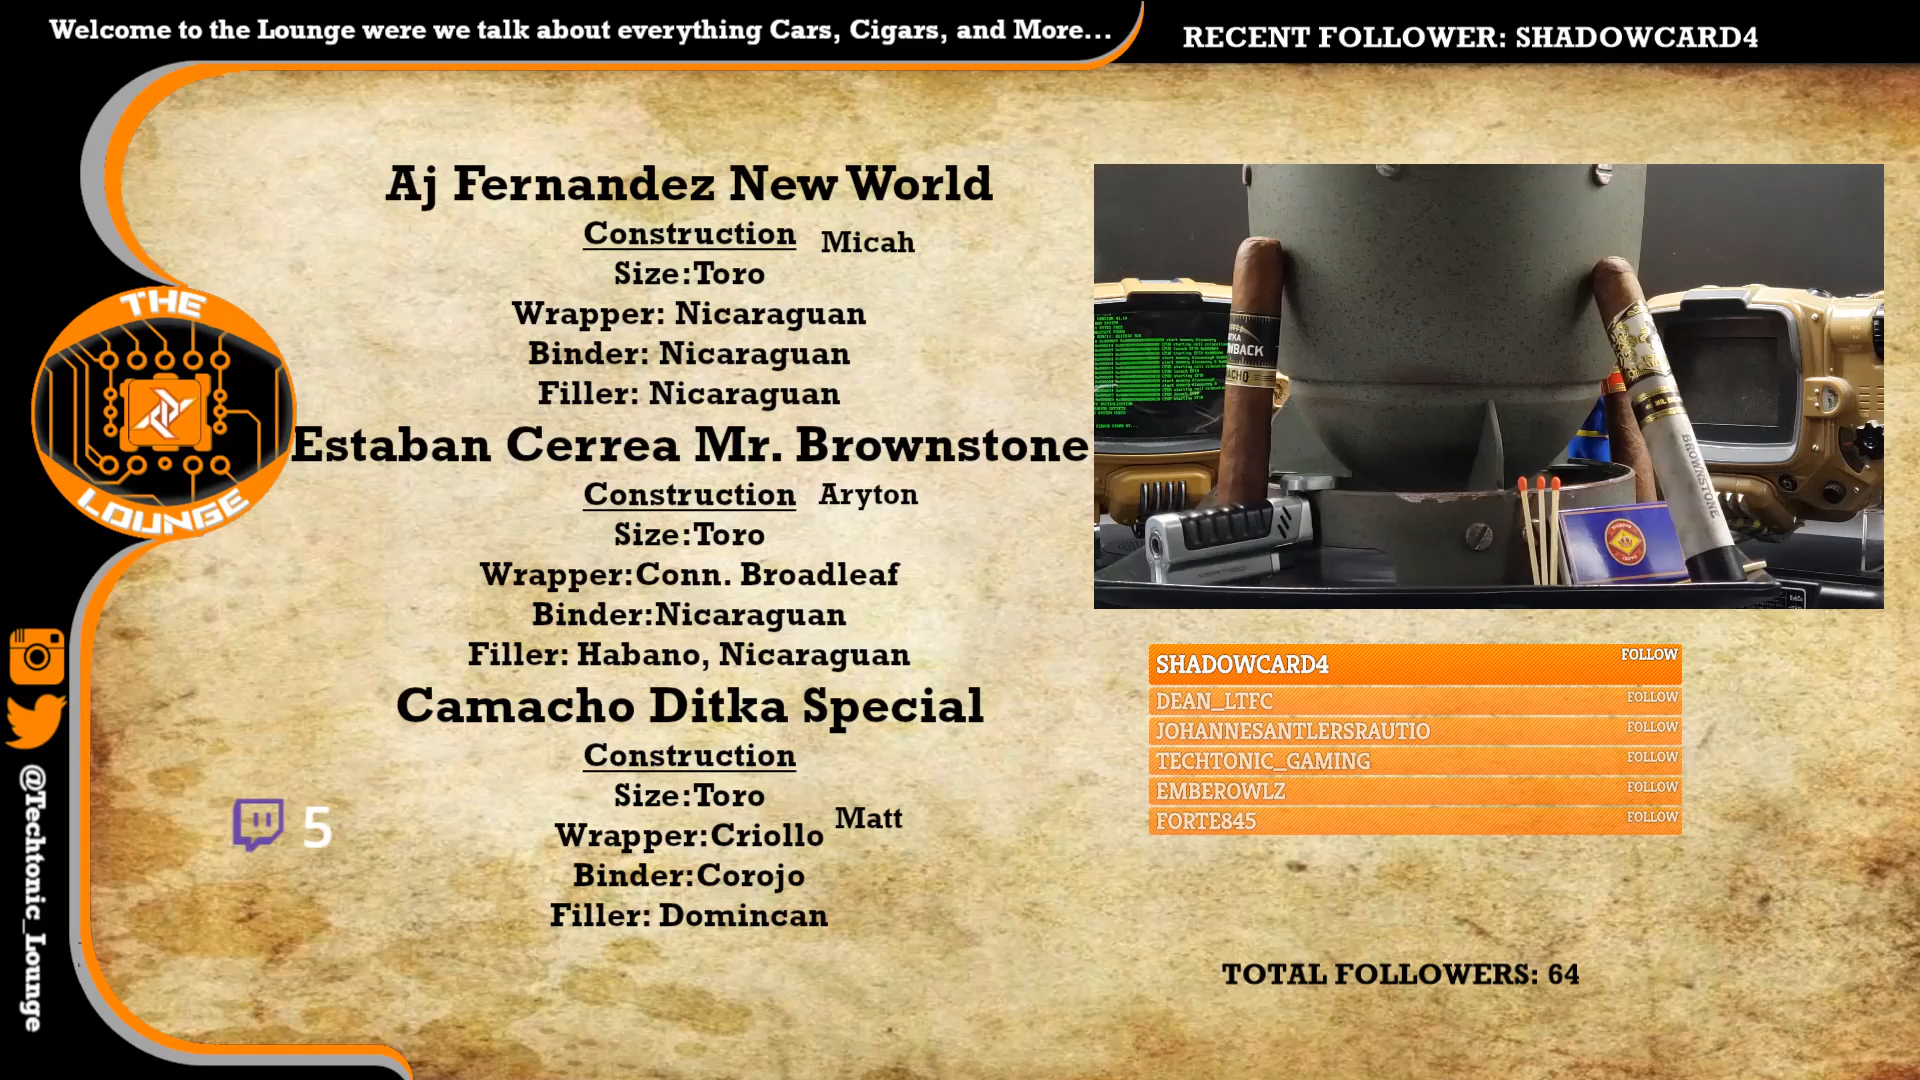 Welcome to the Lounge were we talk about everything Cars, Cigars, and More...
RECENT FOLLOWER: SHADOWCARD4
Aj Fernandez New World
Construction
Micah
Size:Toro
Wrapper: Nicaraguan
Binder: Nicaraguan
Filler: Nicaraguan
THE
LOUNGE
Estaban Cerrea Mr. Brownstone
Construction
Aryton
Size:Toro
Wrapper:Conn. Broadleaf
Binder:Nicaraguan
Filler: Habano, Nicaraguan
Camacho Ditka Special
Construction
Size:Toro
Matt
Wrapper:Criollo
Binder:Corojo
Filler: Domincan
5
@Techtonic_Lounge
BROWNSTONE
SHADOWCARD4 FOLLOW
DEAN_LTFC FOLLOW
JOHANNESANTLERSRAUTIO FOLLOW
TECHTONIC_GAMING FOLLOW
EMBEROWLZ FOLLOW
FORTE845 FOLLOW
TOTAL FOLLOWERS: 64